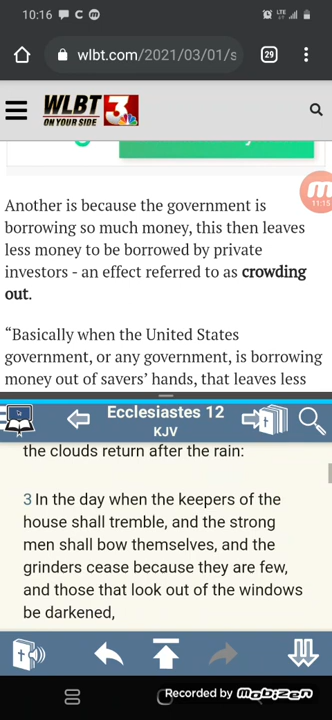 10:16
LTE
wlbt.com/2021/03/01/s
29
WLBT 3
ON YOUR SIDE
Another is because the government is
borrowing so much money, this then leaves
less money to be borrowed by private
investors - an effect referred to as crowding
out.
11:15
“Basically when the United States
government, or any government, is borrowing
money out of savers’ hands, that leaves less
Ecclesiastes 12
KJV
the clouds return after the rain:
3 In the day when the keepers of the
house shall tremble, and the strong
men shall bow themselves, and the
grinders cease because they are few,
and those that look out of the windows
be darkened,
Recorded by mobizen